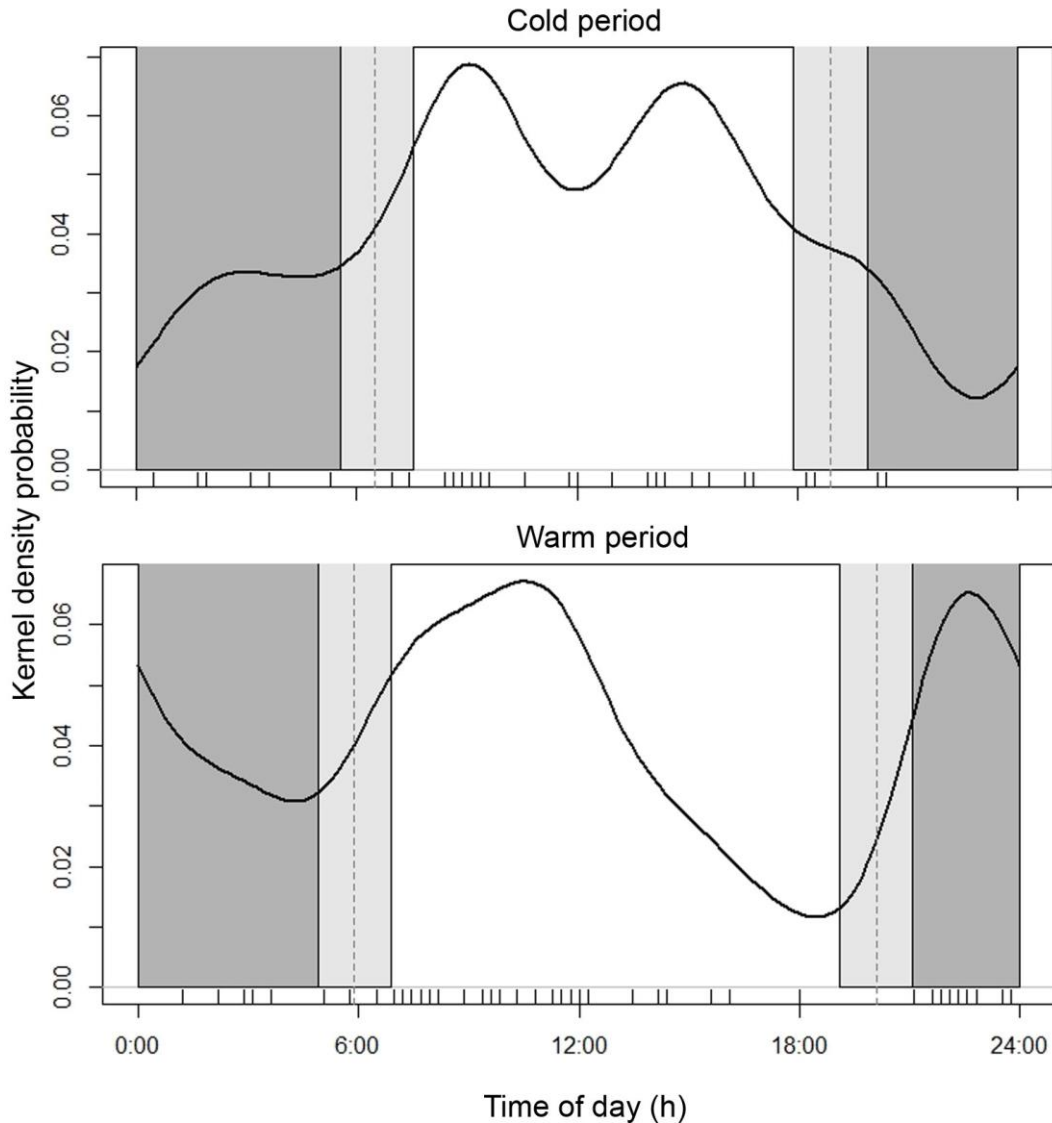 Cold period
0.06
0.04
0.02
0.00
Kernel density probability
Warm period
0.06
0.04
0.02
0.00
0:00 6:00 12:00 18:00 24:00
Time of day (h)